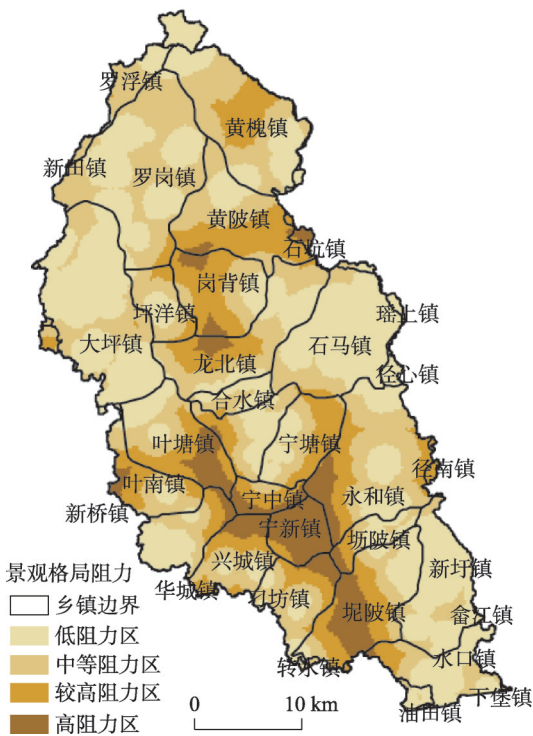 罗浮镇
黄槐镇
新田镇
罗岗镇
黄陂镇
石坑镇
岗背镇
坪洋镇
瑶上镇
大坪镇
石马镇
龙北镇
径心镇
合水镇
叶塘镇
宁塘镇
径南镇
叶南镇
宁中镇
永和镇
新桥镇
宁新镇
坜陂镇
兴城镇
新圩镇
华城镇
刁坊镇
坭陂镇
畲江镇
水口镇
转水镇
下堡镇
油田镇
景观格局阻力
乡镇边界
低阻力区
中等阻力区
较高阻力区
高阻力区
0 10 km